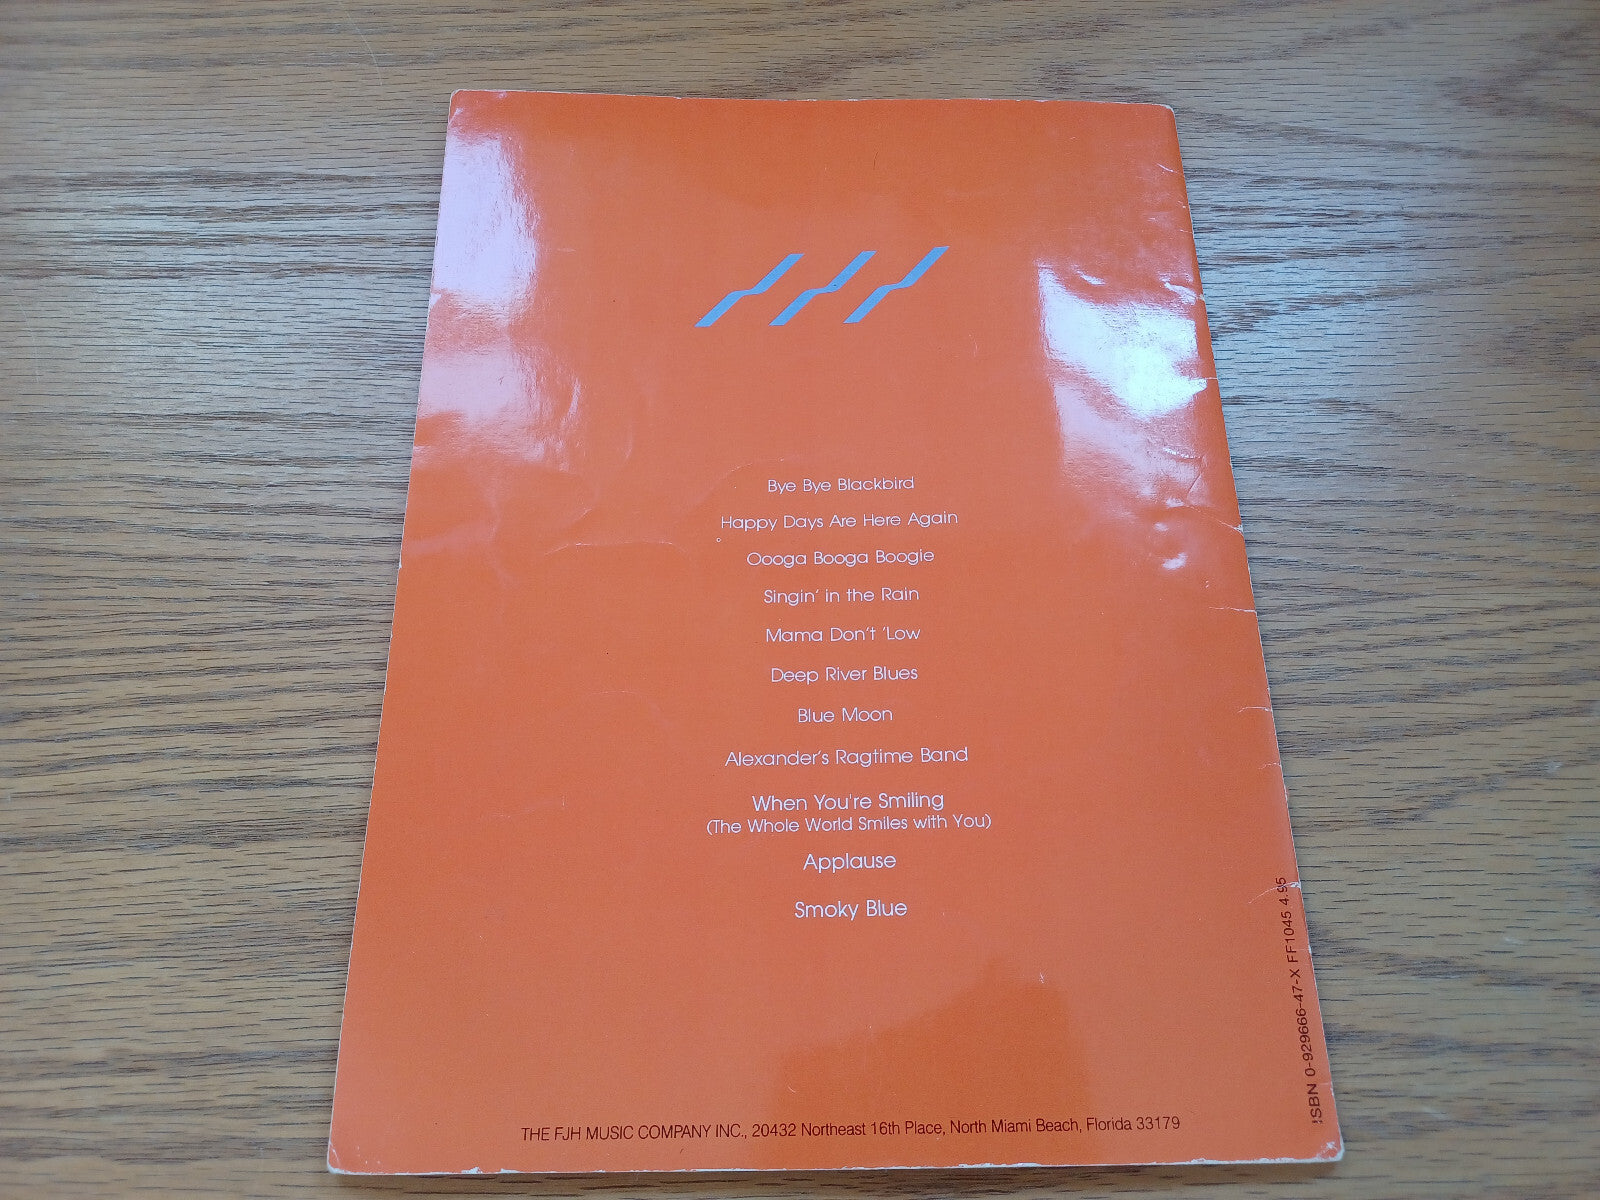 Bye Bye Blackbird
Happy Days Are Here Again
Oooga Booga Boogie
Singin' in the Rain
Mama Don't 'Low
Deep River Blues
Blue Moon
Alexander's Ragtime Band
When You're Smiling
(The Whole World Smiles with You)
Applause
Smoky Blue
THE FJH MUSIC COMPANY INC., 20432 Northeast 16th Place, North Miami Beach, Florida 33179
ISBN 0-929666-47-X FF1045 4.95